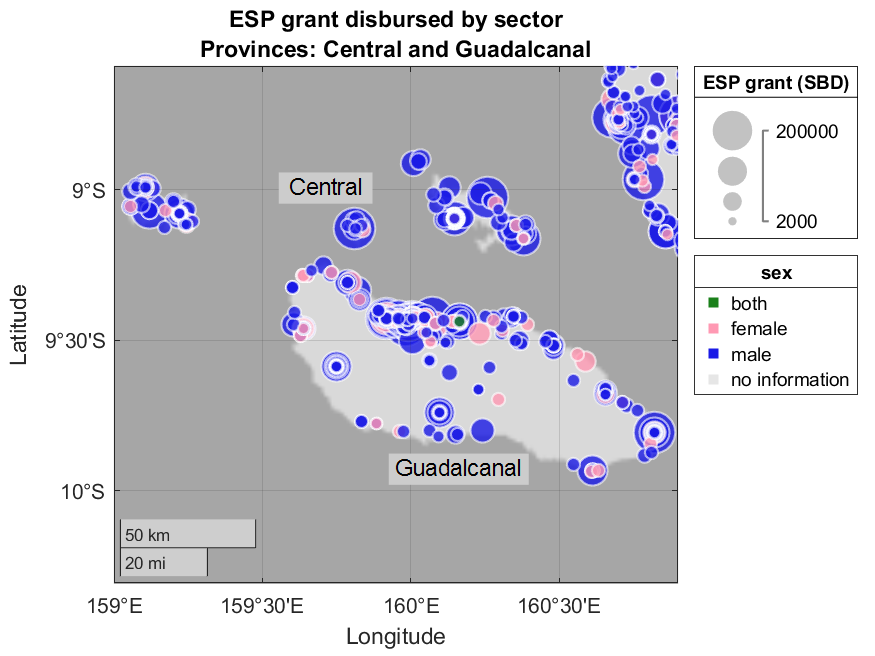 ESP grant disbursed by sector
Provinces: Central and Guadalcanal
ESP grant (SBD)
200000
2000
sex
both
female
male
no information
Central
Guadalcanal
9°S
9°30'S
10°S
Latitude
50 km
20 mi
159°E
159°30'E
160°E
160°30'E
Longitude